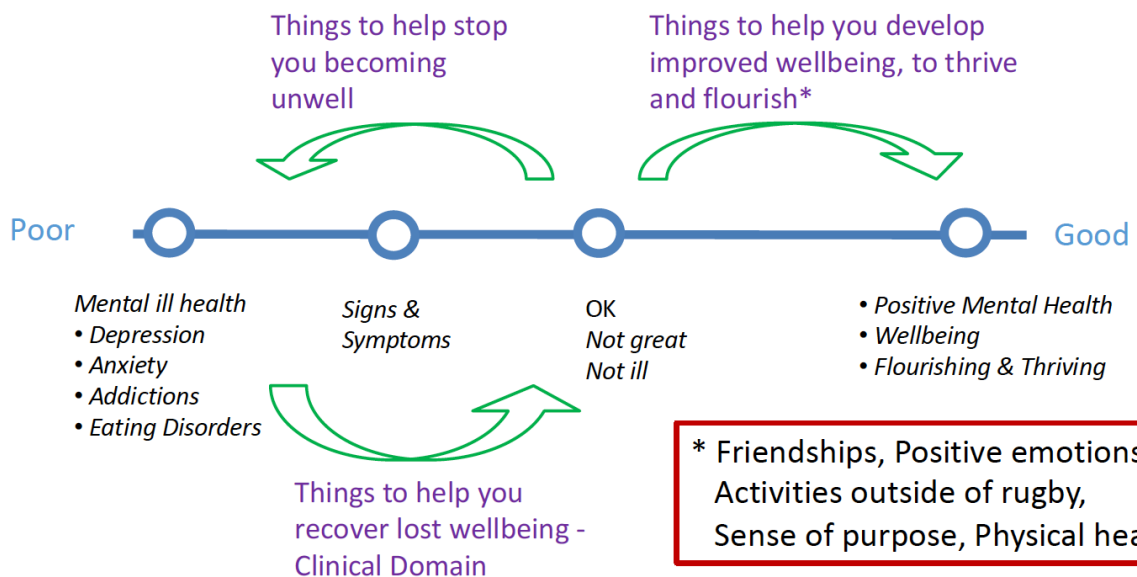 Things to help stop
you becoming
unwell
Things to help you develop
improved wellbeing, to thrive
and flourish*
Poor
Good
Mental ill health
• Depression
• Anxiety
• Addictions
• Eating Disorders
Signs &
Symptoms
OK
Not great
Not ill
• Positive Mental Health
• Wellbeing
• Flourishing & Thriving
Things to help you
recover lost wellbeing -
Clinical Domain
* Friendships, Positive emotions
Activities outside of rugby,
Sense of purpose, Physical